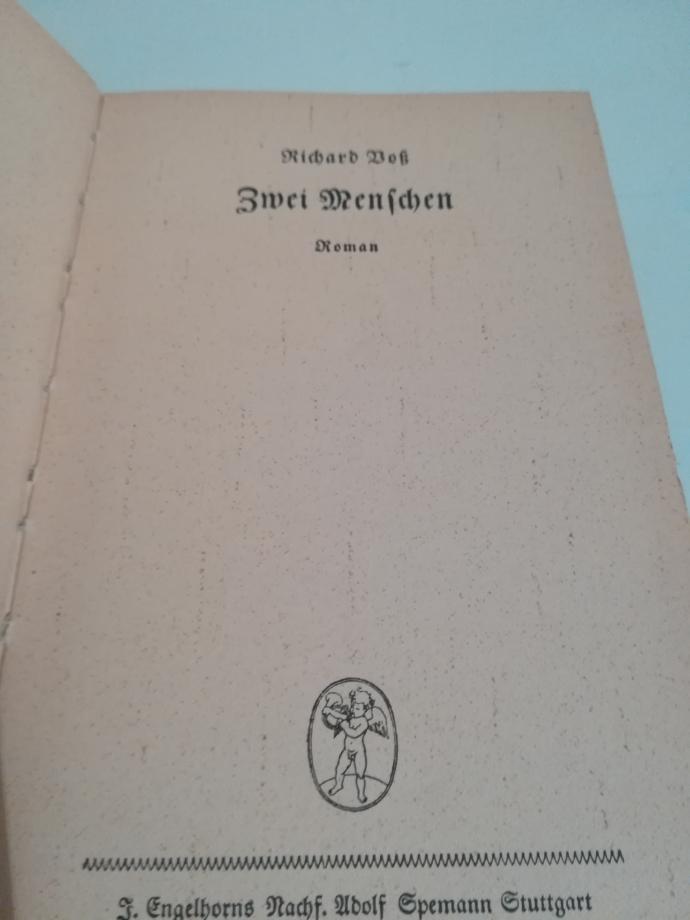 Richard Voß
Zwei Menſchen
Roman
J. Engelhorns Nachf. Adolf Spemann Stuttgart